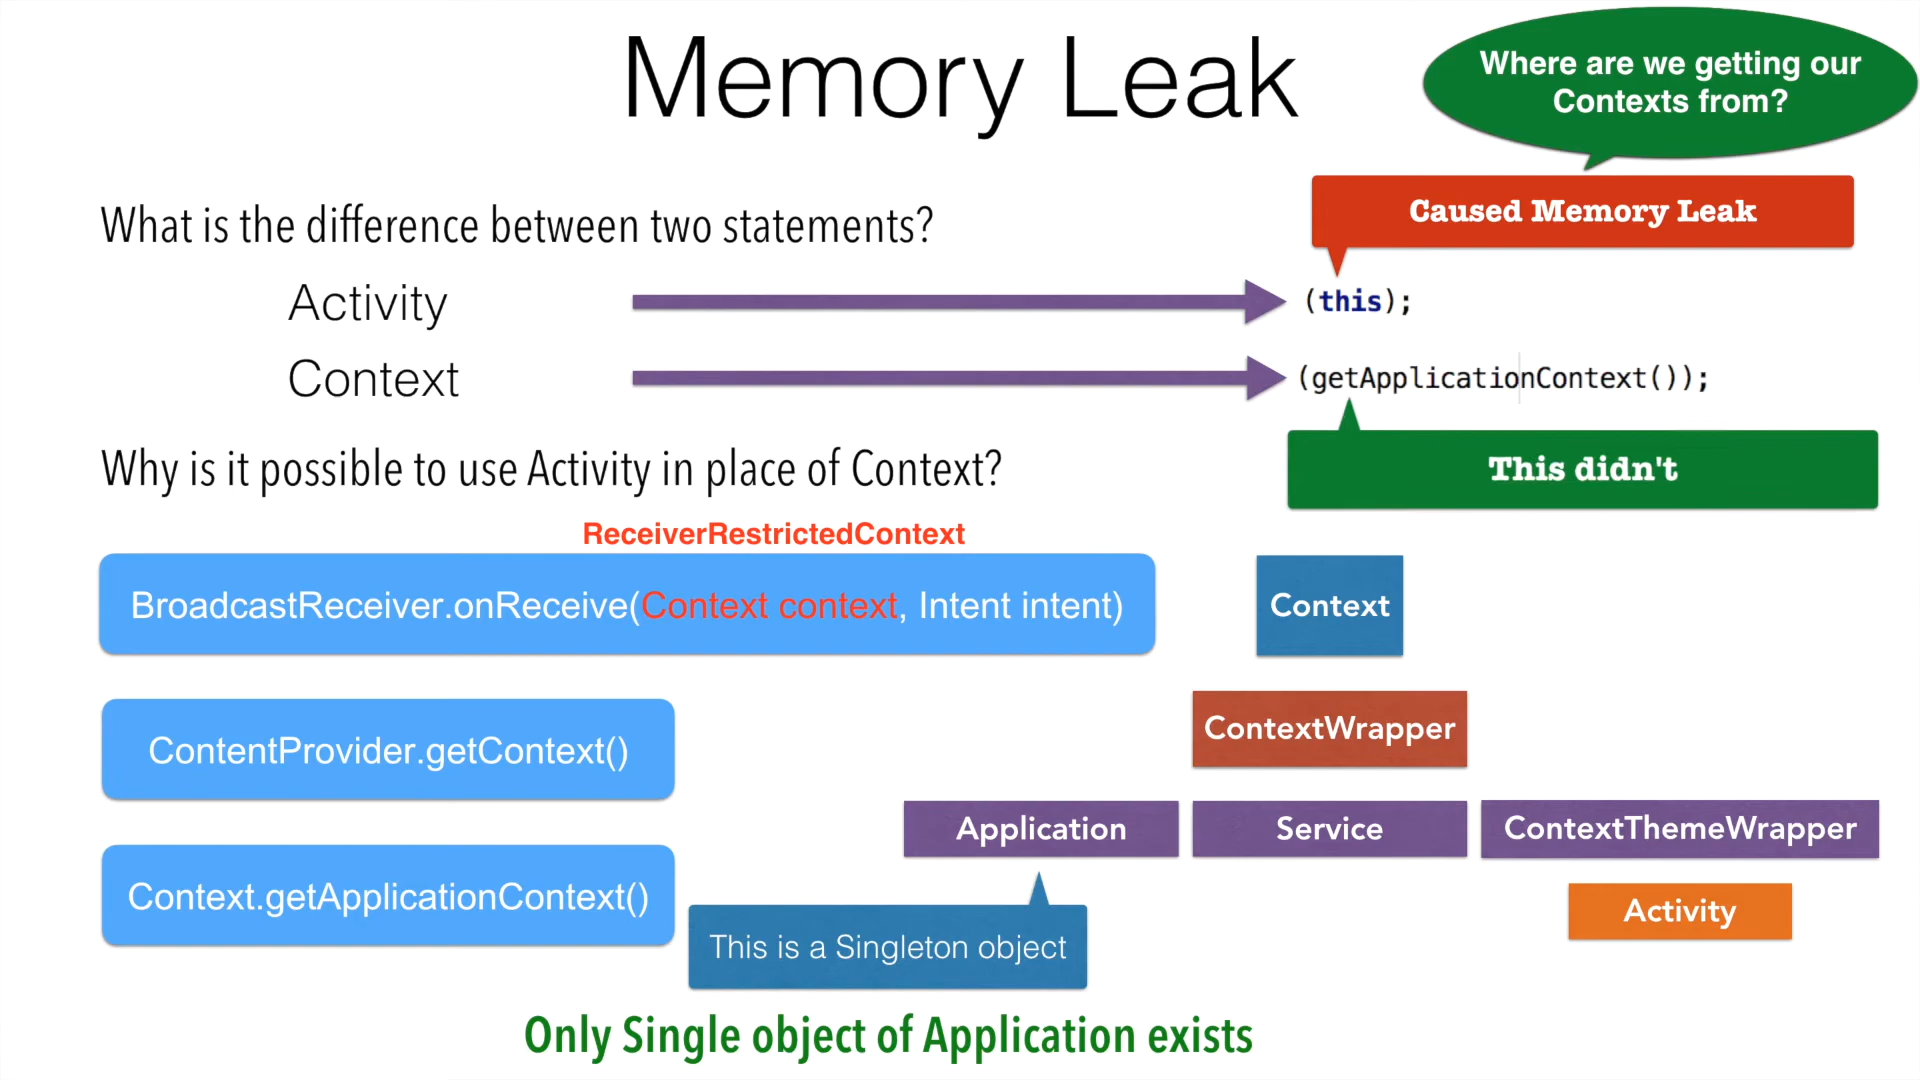 Memory Leak
Where are we getting our
Contexts from?
What is the difference between two statements?
Caused Memory Leak
Activity
(this);
Context
(getApplicationContext());
Why is it possible to use Activity in place of Context?
This didn't
ReceiverRestrictedContext
BroadcastReceiver.onReceive(Context context, Intent intent)
Context
ContextWrapper
ContentProvider.getContext()
Application
Service
ContextThemeWrapper
Context.getApplicationContext()
Activity
This is a Singleton object
Only Single object of Application exists